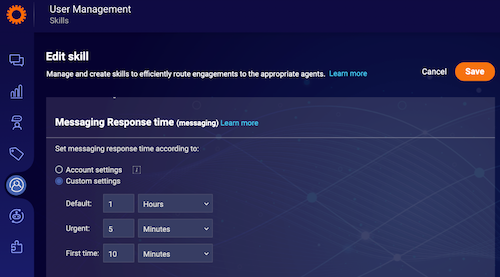 User Management
Skills
Edit skill
Manage and create skills to efficiently route engagements to the appropriate agents. Learn more
Cancel
Save
Messaging Response time (messaging) Learn more
Set messaging response time according to:
Account settings i
Custom settings
Default: 1 Hours
Urgent: 5 Minutes
First time: 10 Minutes